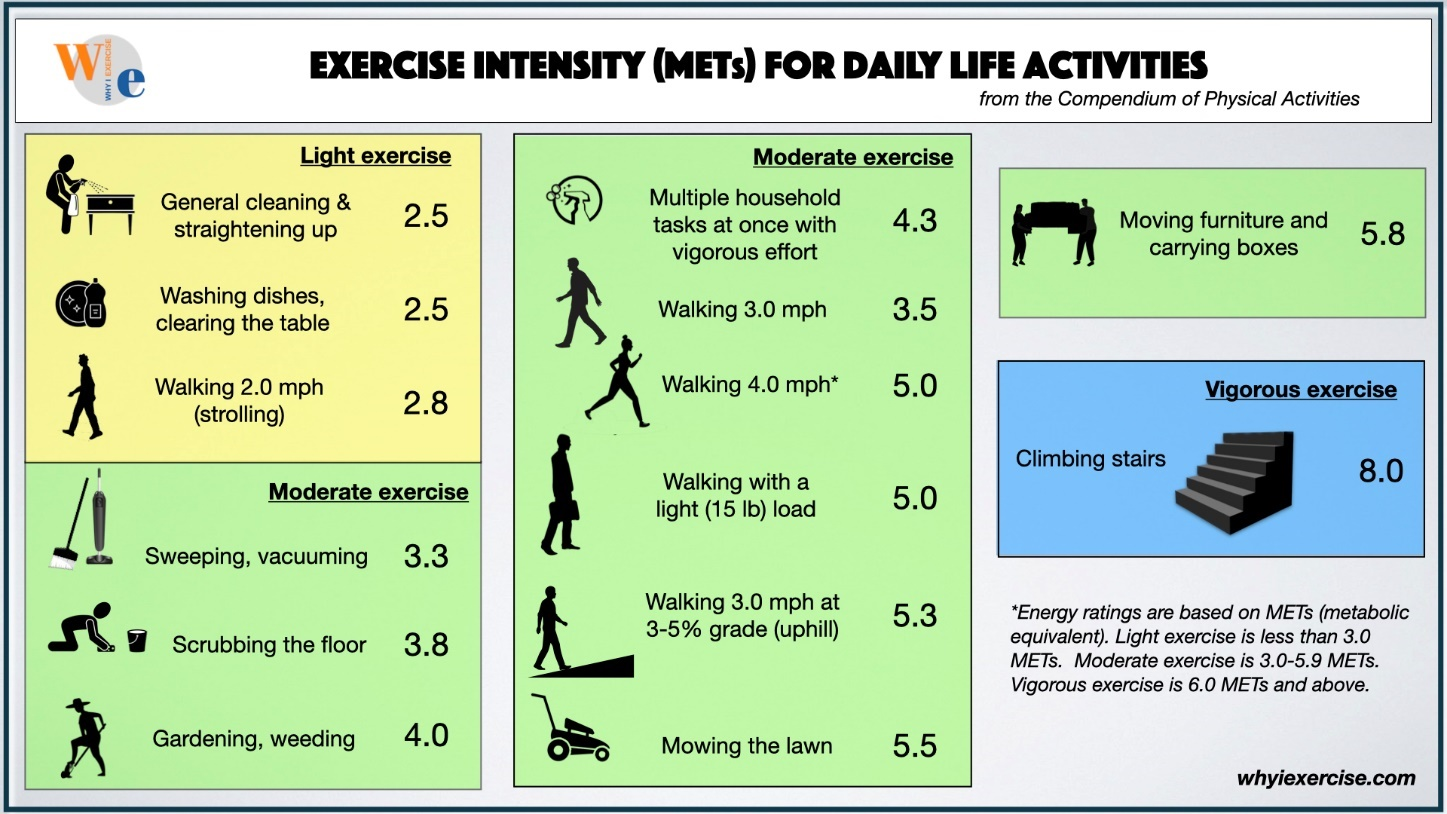 W
WHY I EXERCISE
e
EXERCISE INTENSITY (METs) FOR DAILY LIFE ACTIVITIES
from the Compendium of Physical Activities
Light exercise
General cleaning &
straightening up
2.5
Washing dishes,
clearing the table
2.5
Walking 2.0 mph
(strolling)
2.8
Moderate exercise
Sweeping, vacuuming
3.3
Scrubbing the floor
3.8
Gardening, weeding
4.0
Moderate exercise
Multiple household
tasks at once with
vigorous effort
4.3
Walking 3.0 mph
3.5
Walking 4.0 mph*
5.0
Walking with a
light (15 lb) load
5.0
Walking 3.0 mph at
3-5% grade (uphill)
5.3
Mowing the lawn
5.5
Moving furniture and
carrying boxes
5.8
Vigorous exercise
Climbing stairs
8.0
*Energy ratings are based on METs (metabolic
equivalent). Light exercise is less than 3.0
METs.  Moderate exercise is 3.0-5.9 METs.
Vigorous exercise is 6.0 METs and above.
whyiexercise.com